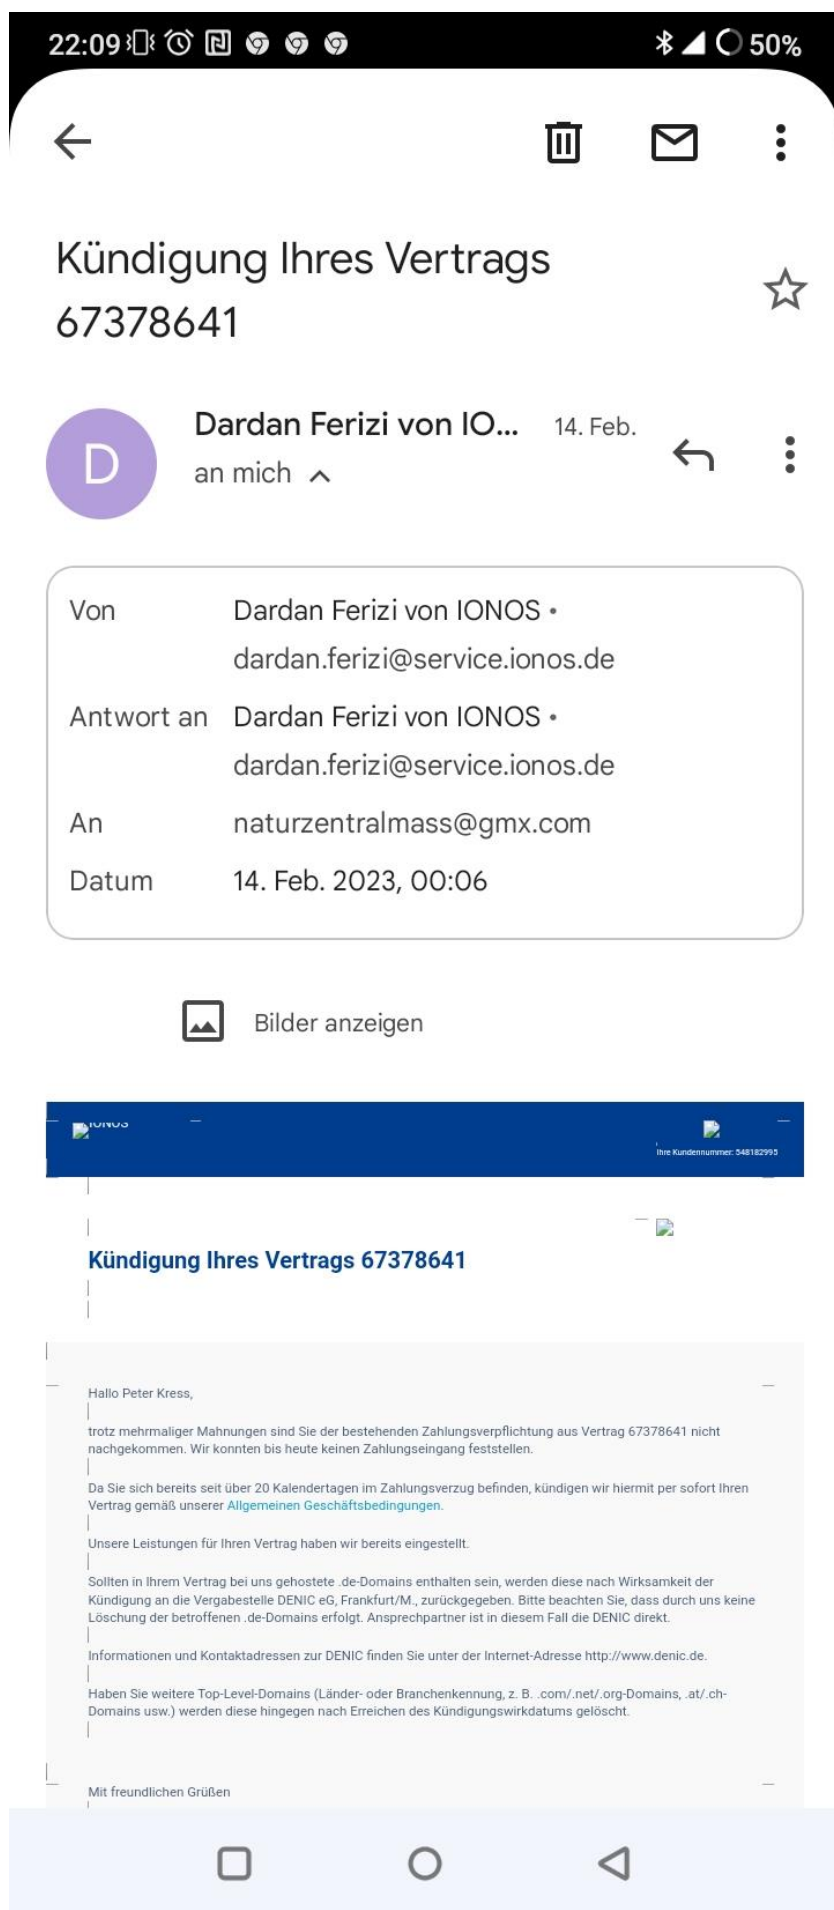 22:09 50%
Kündigung Ihres Vertrags
67378641
D
Dardan Ferizi von IO... 14. Feb.
an mich
Von Dardan Ferizi von IONOS •
dardan.ferizi@service.ionos.de
Antwort an Dardan Ferizi von IONOS •
dardan.ferizi@service.ionos.de
An naturzentralmass@gmx.com
Datum 14. Feb. 2023, 00:06
Bilder anzeigen
IONOS
Ihre Kundennummer: 548182995
Kündigung Ihres Vertrags 67378641
Hallo Peter Kress,
trotz mehrmaliger Mahnungen sind Sie der bestehenden Zahlungsverpflichtung aus Vertrag 67378641 nicht
nachgekommen. Wir konnten bis heute keinen Zahlungseingang feststellen.
Da Sie sich bereits seit über 20 Kalendertagen im Zahlungsverzug befinden, kündigen wir hiermit per sofort Ihren
Vertrag gemäß unserer Allgemeinen Geschäftsbedingungen.
Unsere Leistungen für Ihren Vertrag haben wir bereits eingestellt.
Sollten in Ihrem Vertrag bei uns gehostete .de-Domains enthalten sein, werden diese nach Wirksamkeit der
Kündigung an die Vergabestelle DENIC eG, Frankfurt/M., zurückgegeben. Bitte beachten Sie, dass durch uns keine
Löschung der betroffenen .de-Domains erfolgt. Ansprechpartner ist in diesem Fall die DENIC direkt.
Informationen und Kontaktadressen zur DENIC finden Sie unter der Internet-Adresse http://www.denic.de.
Haben Sie weitere Top-Level-Domains (Länder- oder Branchenkennung, z. B. .com/.net/.org-Domains, .at/.ch-
Domains usw.) werden diese hingegen nach Erreichen des Kündigungswirkdatums gelöscht.
Mit freundlichen Grüßen